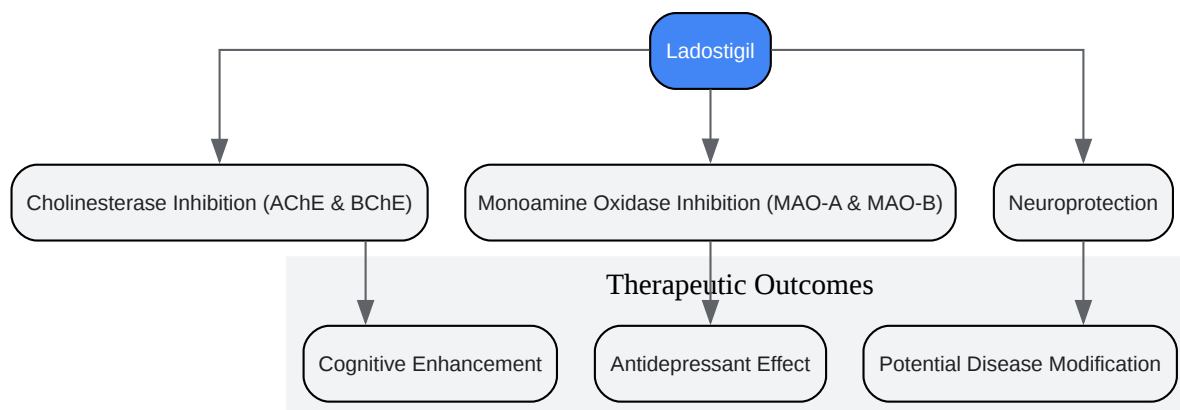 Ladostigil
Cholinesterase Inhibition (AChE & BChE)
Monoamine Oxidase Inhibition (MAO-A & MAO-B)
Neuroprotection
Therapeutic Outcomes
Cognitive Enhancement
Antidepressant Effect
Potential Disease Modification